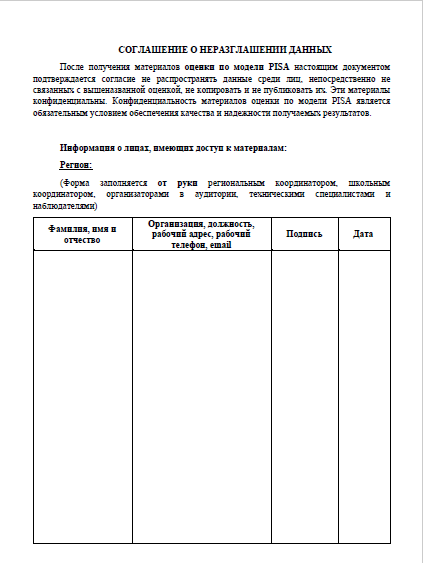 СОГЛАШЕНИЕ О НЕРАЗГЛАШЕНИИ ДАННЫХ
После получения материалов оценки по модели PISA настоящим документом
подтверждается согласие не распространять данные среди лиц, непосредственно не
связанных с вышеназванной оценкой, не копировать и не публиковать их. Эти материалы
конфиденциальны. Конфиденциальность материалов оценки по модели PISA является
обязательным условием обеспечения качества и надежности получаемых результатов.
Информация о лицах, имеющих доступ к материалам:
Регион:
(Форма заполняется от руки региональным координатором, школьным
координатором, организаторами в аудитории, техническими специалистами и
наблюдателями)
Фамилия, имя и
отчество
Организация, должность,
рабочий адрес, рабочий
телефон, email
Подпись
Дата